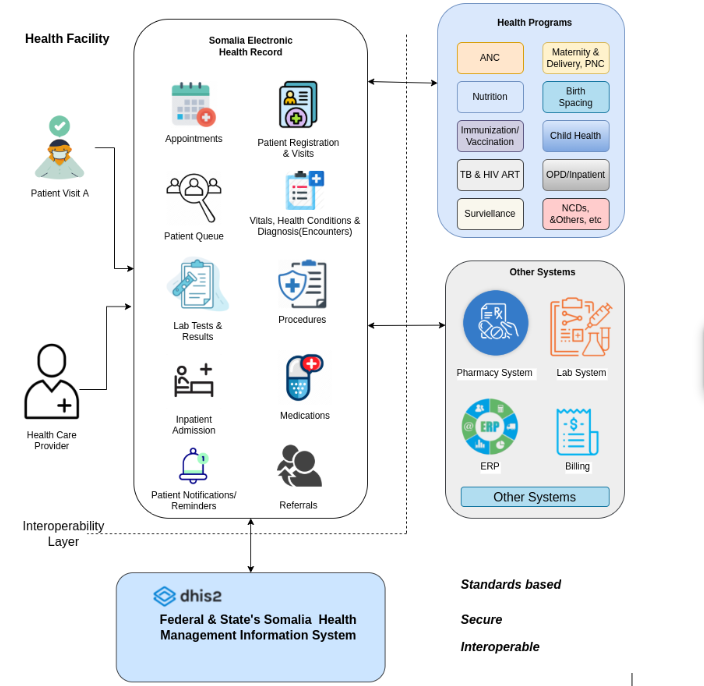 Health Facility
Somalia Electronic
Health Record
Appointments
Patient Registration
& Visits
Patient Visit A
Patient Queue
Vitals, Health Conditions &
Diagnosis(Encounters)
Lab Tests &
Results
Procedures
Health Care
Provider
Inpatient
Admission
Medications
1
Patient Notifications/
Reminders
Referrals
Health Programs
ANC
Maternity &
Delivery, PNC
Nutrition
Birth
Spacing
Immunization/
Vaccination
Child Health
TB & HIV ART
OPD/Inpatient
Surviellance
NCDs,
&Others, etc
Other Systems
Rx
Pharmacy System
Lab System
@
ERP
ERP
-$-
Billing
Other Systems
Interoperability
Layer
dhis2
Federal & State's Somalia Health
Management Information System
Standards based
Secure
Interoperable